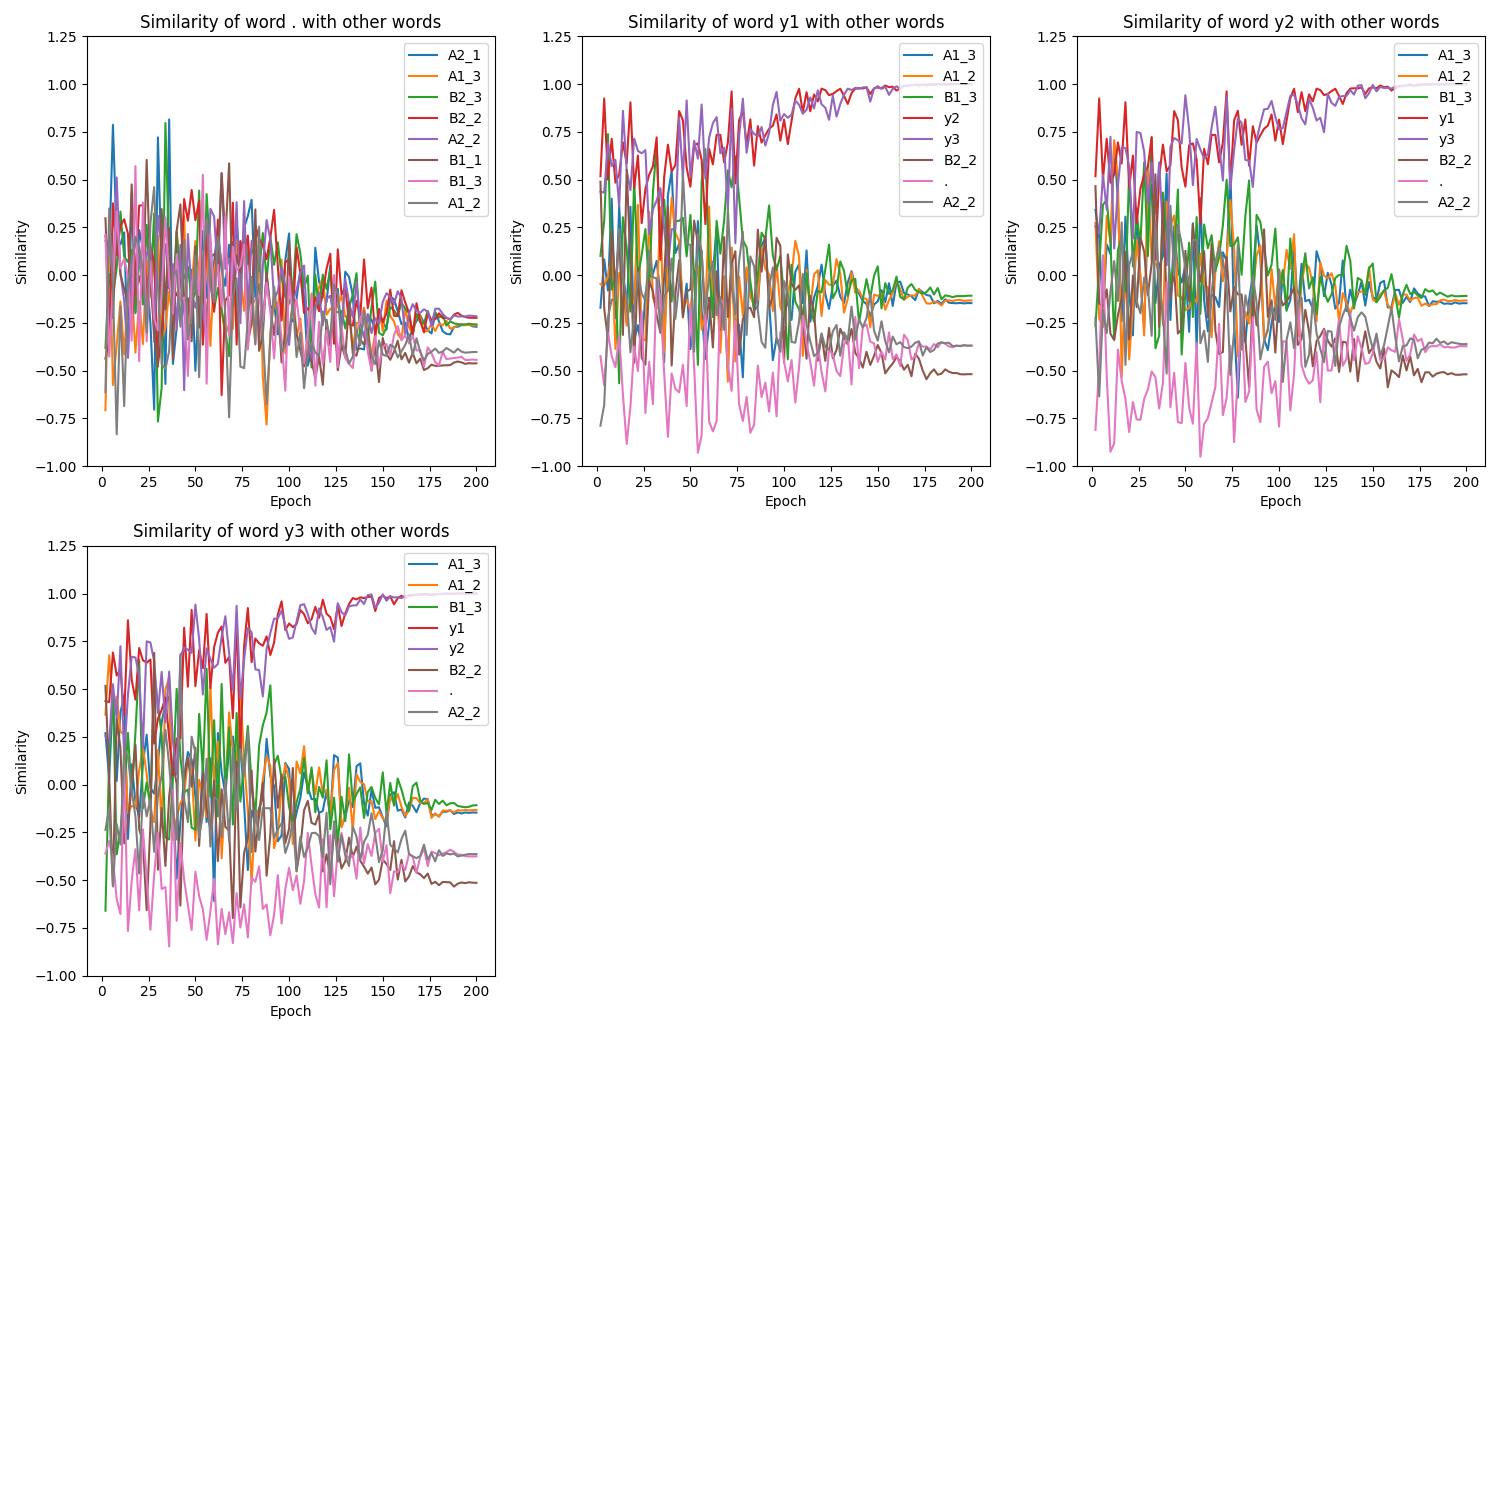 Similarity of word . with other words
1.25
1.00
0.75
0.50
0.25
0.00
−0.25
−0.50
−0.75
−1.00
Similarity
0 25 50 75 100 125 150 175 200
Epoch
A2_1
A1_3
B2_3
B2_2
A2_2
B1_1
B1_3
A1_2
Similarity of word y1 with other words
1.25
1.00
0.75
0.50
0.25
0.00
−0.25
−0.50
−0.75
−1.00
Similarity
0 25 50 75 100 125 150 175 200
Epoch
A1_3
A1_2
B1_3
y2
y3
B2_2
.
A2_2
Similarity of word y2 with other words
1.25
1.00
0.75
0.50
0.25
0.00
−0.25
−0.50
−0.75
−1.00
Similarity
0 25 50 75 100 125 150 175 200
Epoch
A1_3
A1_2
B1_3
y1
y3
B2_2
.
A2_2
Similarity of word y3 with other words
1.25
1.00
0.75
0.50
0.25
0.00
−0.25
−0.50
−0.75
−1.00
Similarity
0 25 50 75 100 125 150 175 200
Epoch
A1_3
A1_2
B1_3
y1
y2
B2_2
.
A2_2